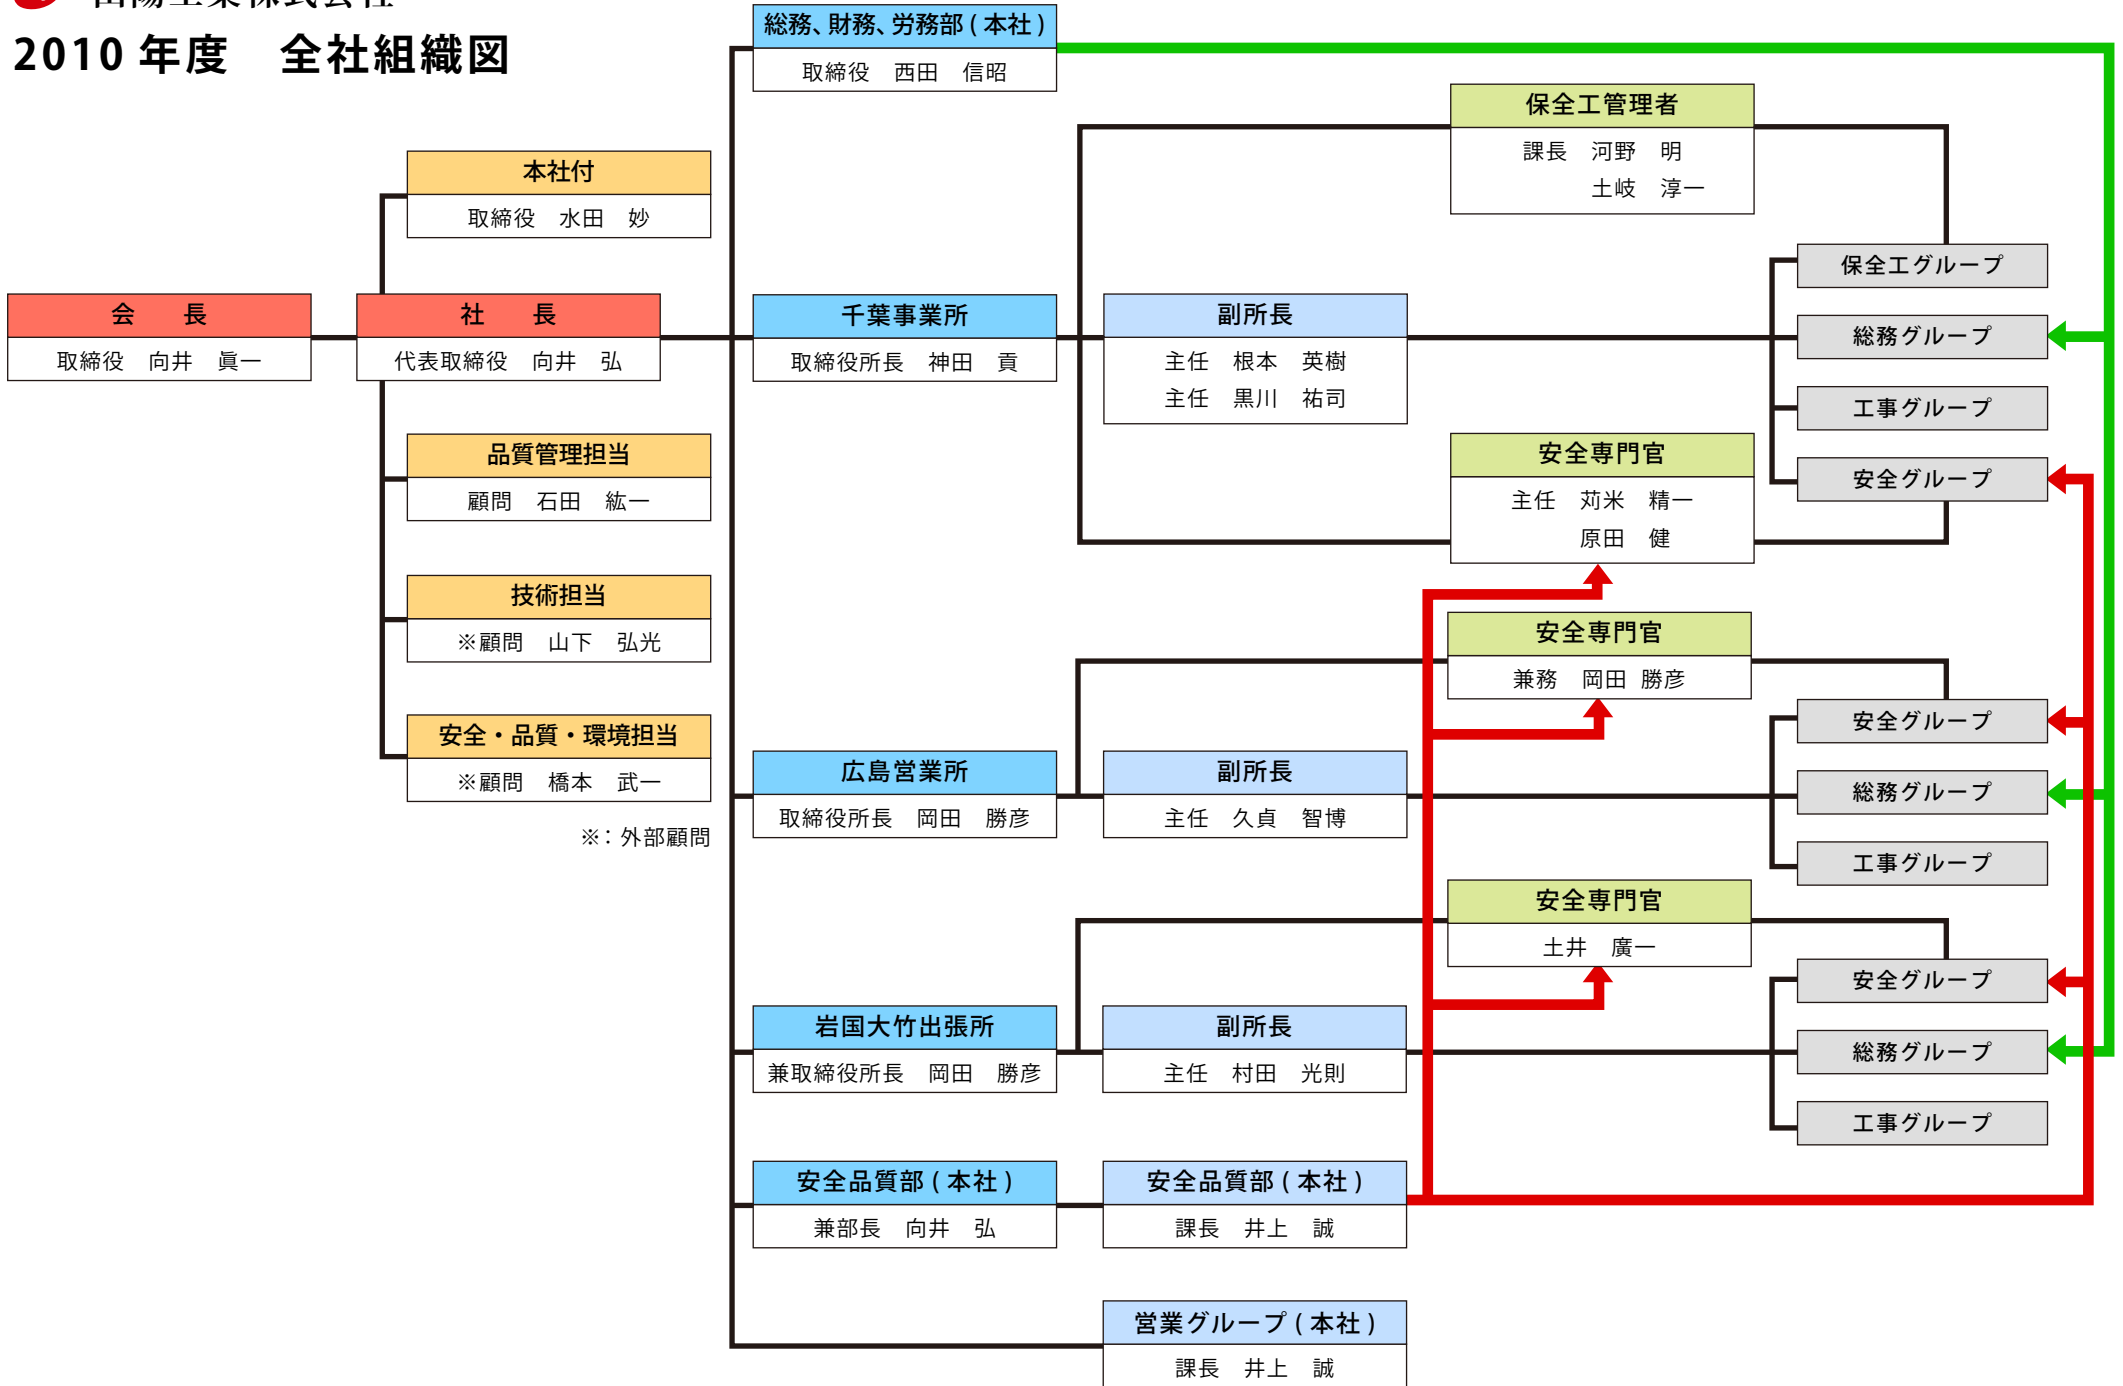 2010 年度　全社組織図
総務、財務、労務部 ( 本社 )
取締役　西田　信昭
本社付
取締役　水田　妙
会　　長
取締役　向井　眞一
社　　長
代表取締役　向井　弘
品質管理担当
顧問　石田　紘一
技術担当
※顧問　山下　弘光
安全・品質・環境担当
※顧問　橋本　武一
※：外部顧問
千葉事業所
取締役所長　神田　貢
副所長
主任　根本　英樹
主任　黒川　祐司
保全工管理者
課長　河野　明
土岐　淳一
安全専門官
主任　苅米　精一
原田　健
保全工グループ
総務グループ
工事グループ
安全グループ
広島営業所
取締役所長　岡田　勝彦
副所長
主任　久貞　智博
安全専門官
兼務　岡田 勝彦
安全グループ
総務グループ
工事グループ
岩国大竹出張所
兼取締役所長　岡田　勝彦
副所長
主任　村田　光則
安全専門官
土井　廣一
安全グループ
総務グループ
工事グループ
安全品質部 ( 本社 )
兼部長　向井　弘
安全品質部 ( 本社 )
課長　井上　誠
営業グループ ( 本社 )
課長　井上　誠